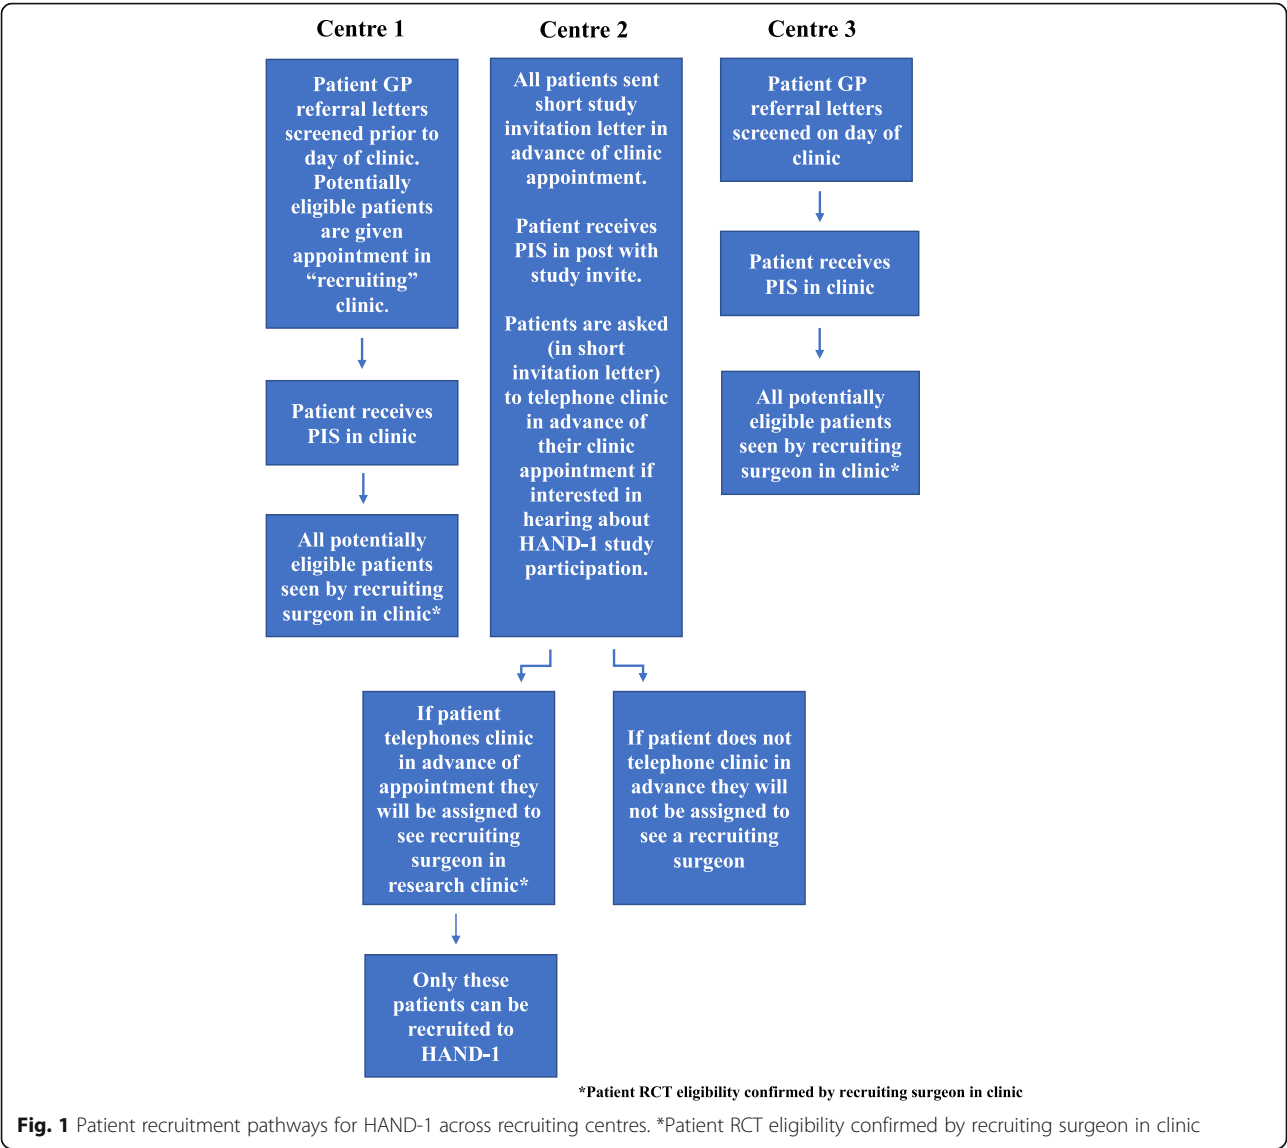 Centre 1
Patient GP
referral letters
screened prior to
day of clinic.
Potentially
eligible patients
are given
appointment in
“recruiting”
clinic.
Patient receives
PIS in clinic
All potentially
eligible patients
seen by recruiting
surgeon in clinic*
Centre 2
All patients sent
short study
invitation letter in
advance of clinic
appointment.
Patient receives
PIS in post with
study invite.
Patients are asked
(in short
invitation letter)
to telephone clinic
in advance of
their clinic
appointment if
interested in
hearing about
HAND-1 study
participation.
If patient
telephones clinic
in advance of
appointment they
will be assigned to
see recruiting
surgeon in
research clinic*
Only these
patients can be
recruited to
HAND-1
If patient does not
telephone clinic in
advance they will
not be assigned to
see a recruiting
surgeon
Centre 3
Patient GP
referral letters
screened on day of
clinic
Patient receives
PIS in clinic
All potentially
eligible patients
seen by recruiting
surgeon in clinic*
*Patient RCT eligibility confirmed by recruiting surgeon in clinic
Fig. 1 Patient recruitment pathways for HAND-1 across recruiting centres. *Patient RCT eligibility confirmed by recruiting surgeon in clinic